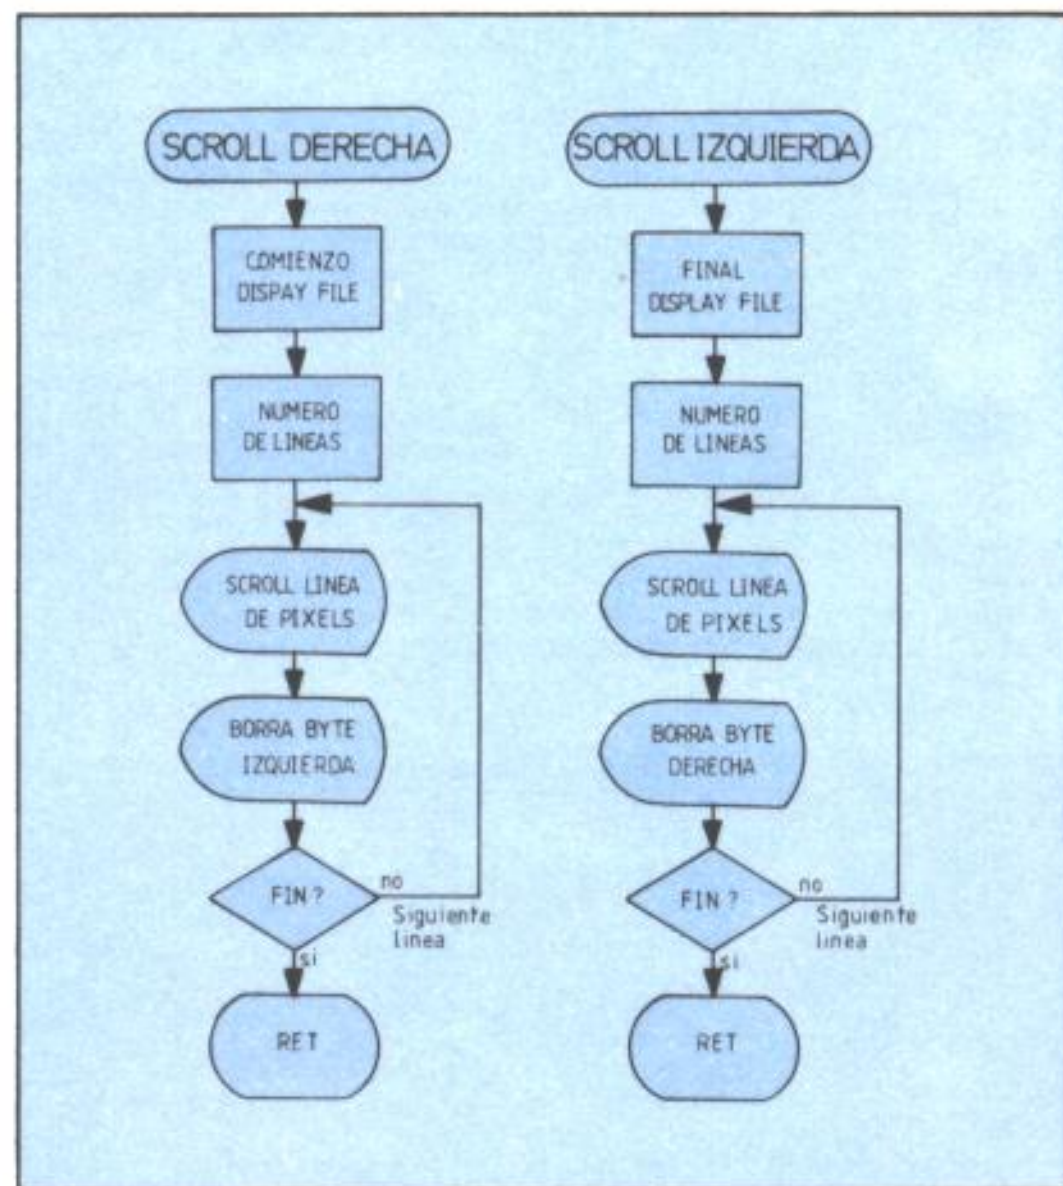 SCROLL DERECHA
COMIENZO
DISPAY FILE
NUMERO
DE LINEAS
SCROLL LINEA
DE PIXELS
BORRA BYTE
IZQUIERDA
FIN?
no
Siguiente
linea
si
RET
SCROLL IZQUIERDA
FINAL
DISPLAY FILE
NUMERO
DE LINEAS
SCROLL LINEA
DE PIXELS
BORRA BYTE
DERECHA
FIN?
no
Siguiente
linea
si
RET